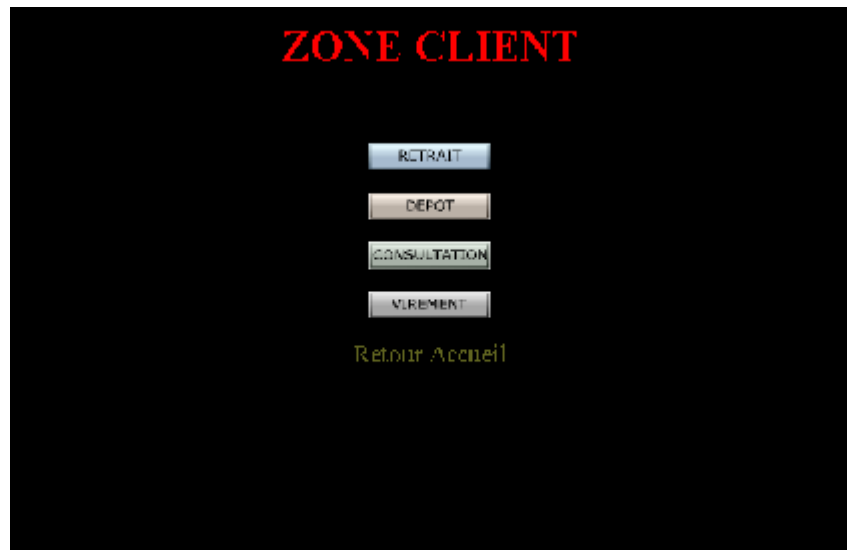 ZONE CLIENT
RETRAIT
DEPOT
CONSULTATION
VIREMENT
Retour Accueil